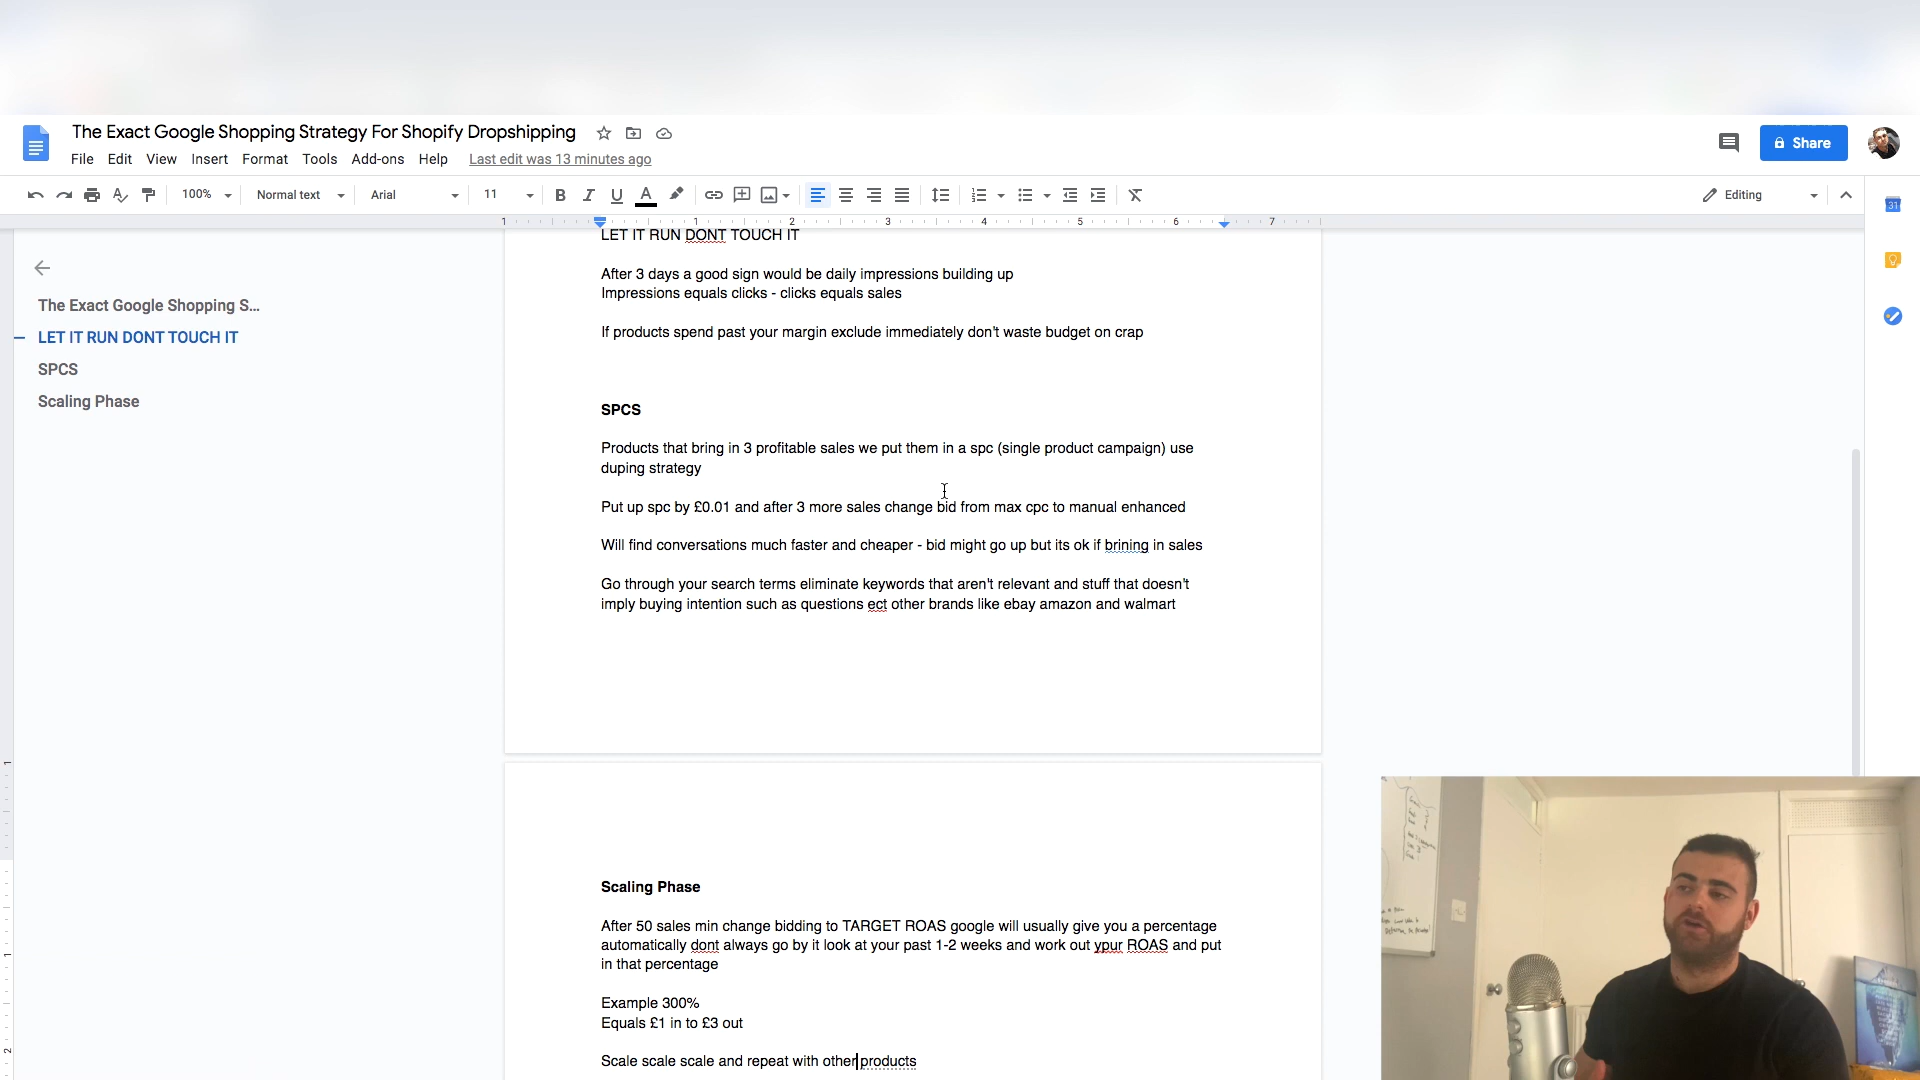 The Exact Google Shopping Strategy For Shopify Dropshipping
File Edit View Insert Format Tools Add-ons Help Last edit was 13 minutes ago
Share
100% Normal text Arial 11 Editing
31
1 1 2 3 4 5 6 7
The Exact Google Shopping S...
LET IT RUN DONT TOUCH IT
SPCS
Scaling Phase
LET IT RUN DONT TOUCH IT
After 3 days a good sign would be daily impressions building up
Impressions equals clicks - clicks equals sales
If products spend past your margin exclude immediately don't waste budget on crap
SPCS
Products that bring in 3 profitable sales we put them in a spc (single product campaign) use
duping strategy
Put up spc by £0.01 and after 3 more sales change bid from max cpc to manual enhanced
Will find conversations much faster and cheaper - bid might go up but its ok if brining in sales
Go through your search terms eliminate keywords that aren't relevant and stuff that doesn't
imply buying intention such as questions ect other brands like ebay amazon and walmart
Scaling Phase
After 50 sales min change bidding to TARGET ROAS google will usually give you a percentage
automatically dont always go by it look at your past 1-2 weeks and work out ypur ROAS and put
in that percentage
Example 300%
Equals £1 in to £3 out
Scale scale scale and repeat with other products